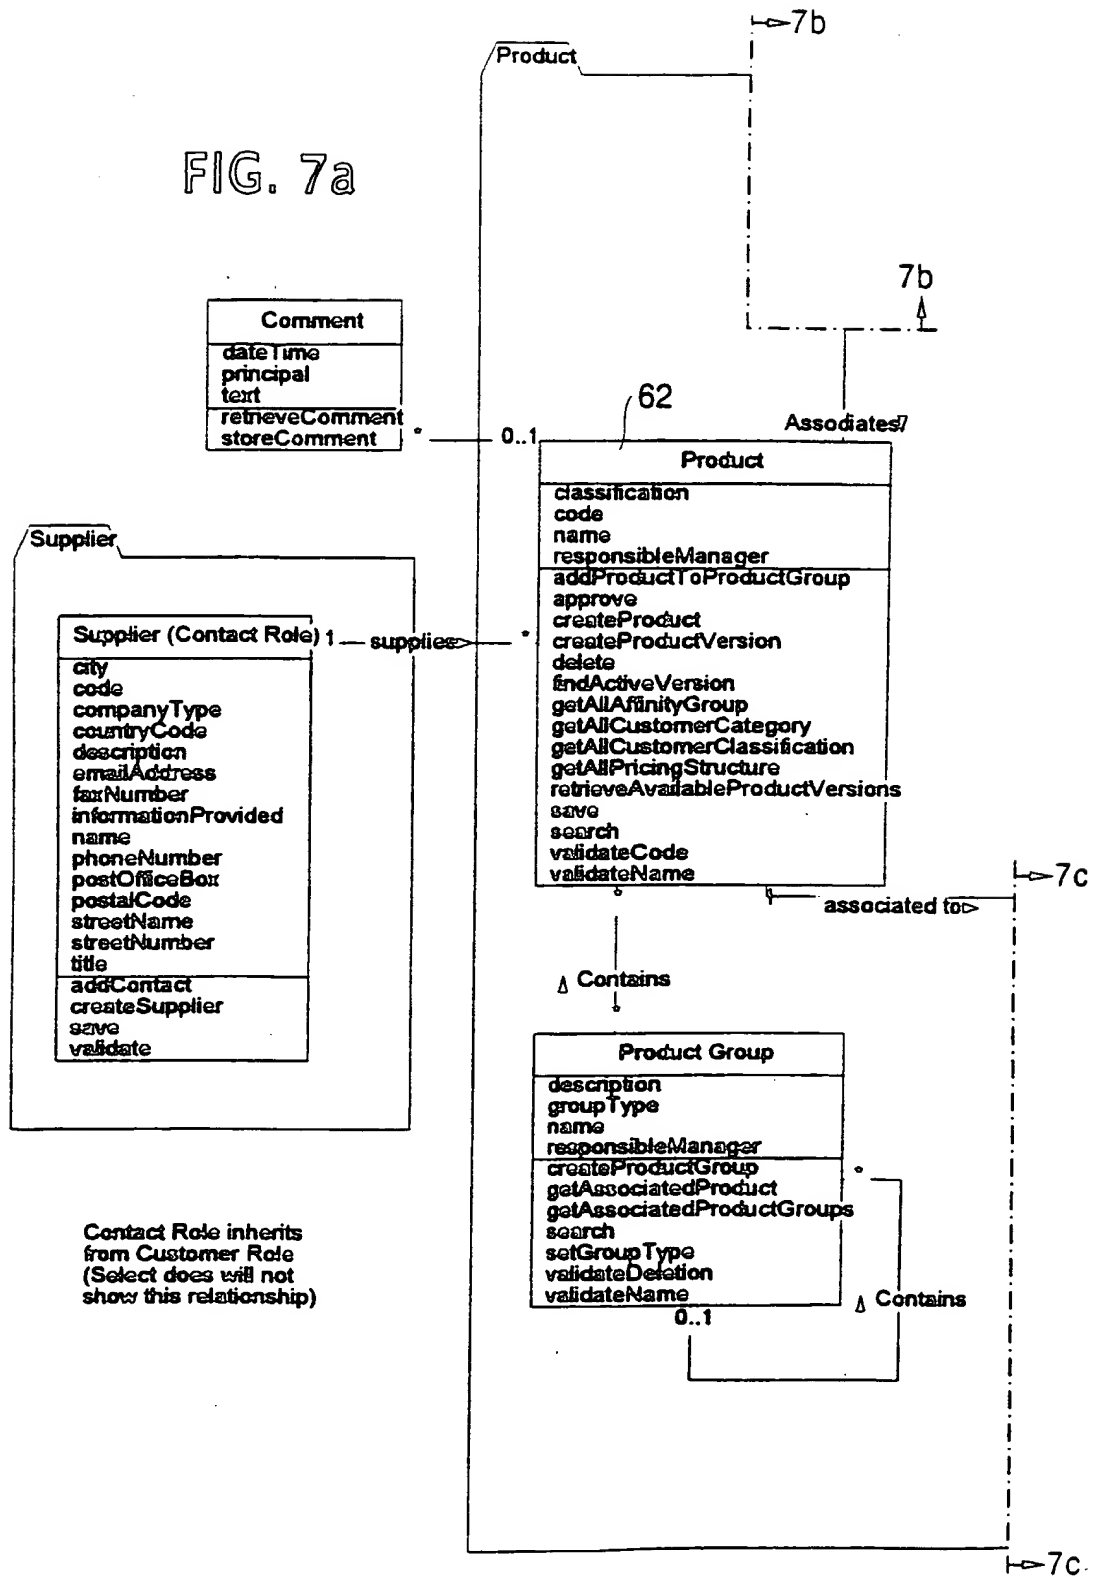 7b
Product
FIG. 7a
7b
Comment
dateTime
principal
text
retrieveComment
storeComment
*
0..1
62
Associates
Product
classification
code
name
responsibleManager
addProductToProductGroup
approve
createProduct
createProductVersion
delete
findActiveVersion
getAllAffinityGroup
getAllCustomerCategory
getAllCustomerClassification
getAllPricingStructure
retrieveAvailableProductVersions
save
search
validateCode
validateName
Supplier
Supplier (Contact Role)
1
supplies
*
city
code
companyType
countryCode
description
emailAddress
faxNumber
informationProvided
name
phoneNumber
postOfficeBox
postalCode
streetName
streetNumber
title
addContact
createSupplier
save
validate
7c
*
associated to
Contains
*
Product Group
description
groupType
name
responsibleManager
createProductGroup
getAssociatedProduct
getAssociatedProductGroups
search
setGroupType
validateDeletion
validateName
*
0..1
Contains
Contact Role inherits
from Customer Role
(Select does will not
show this relationship)
7c